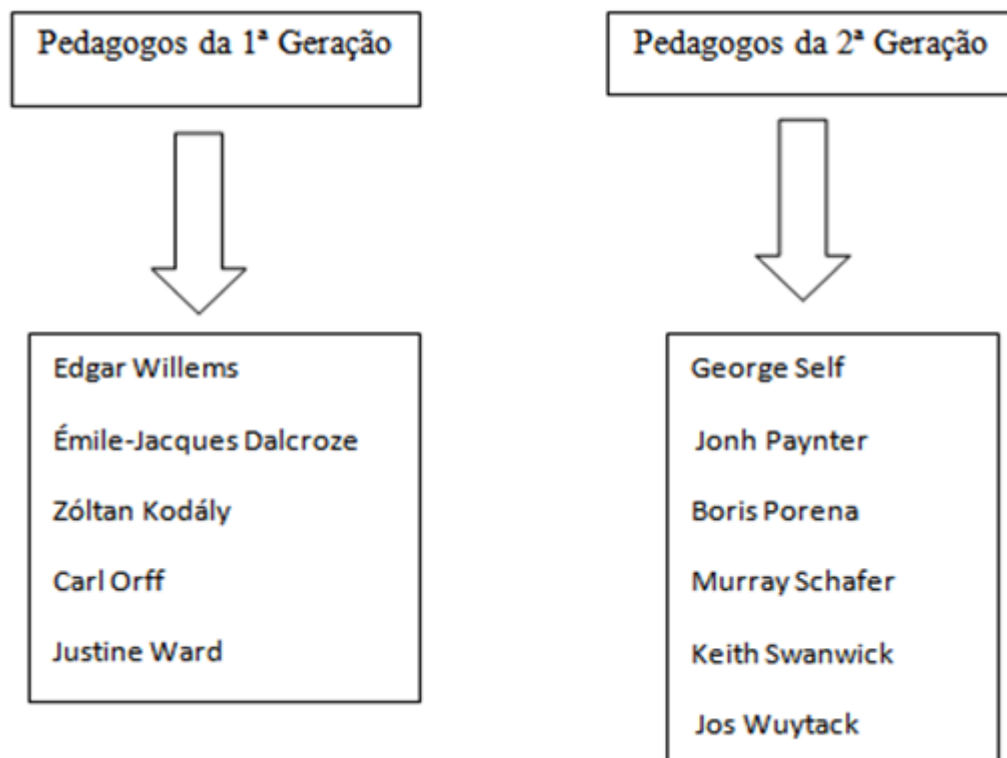 Pedagogos da 1ª Geração
Edgar Willems
Émile-Jacques Dalcroze
Zóltan Kodály
Carl Orff
Justine Ward
Pedagogos da 2ª Geração
George Self
Jonh Paynter
Boris Porena
Murray Schafer
Keith Swanwick
Jos Wuytack